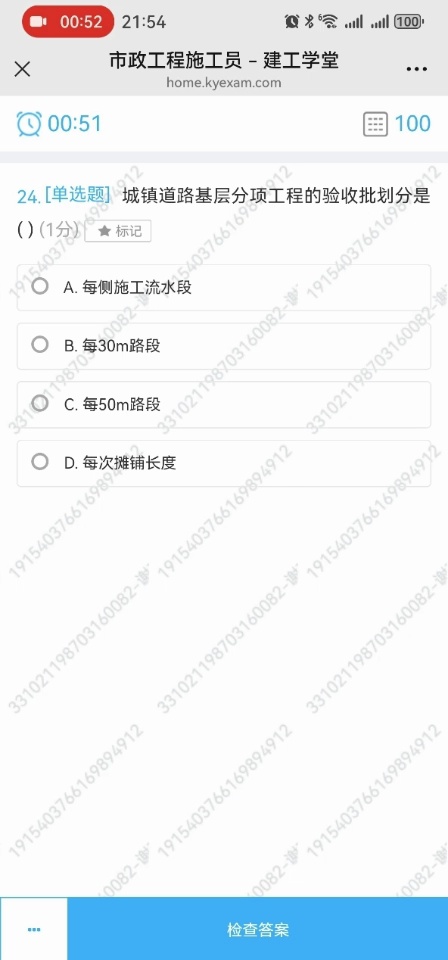 00:52 21:54 100
市政工程施工员 – 建工学堂
home.kyexam.com
00:51 100
24. [单选题] 城镇道路基层分项工程的验收批划分是
( ) (1分) ★ 标记
A. 每侧施工流水段
B. 每30m路段
C. 每50m路段
D. 每次摊铺长度
检查答案